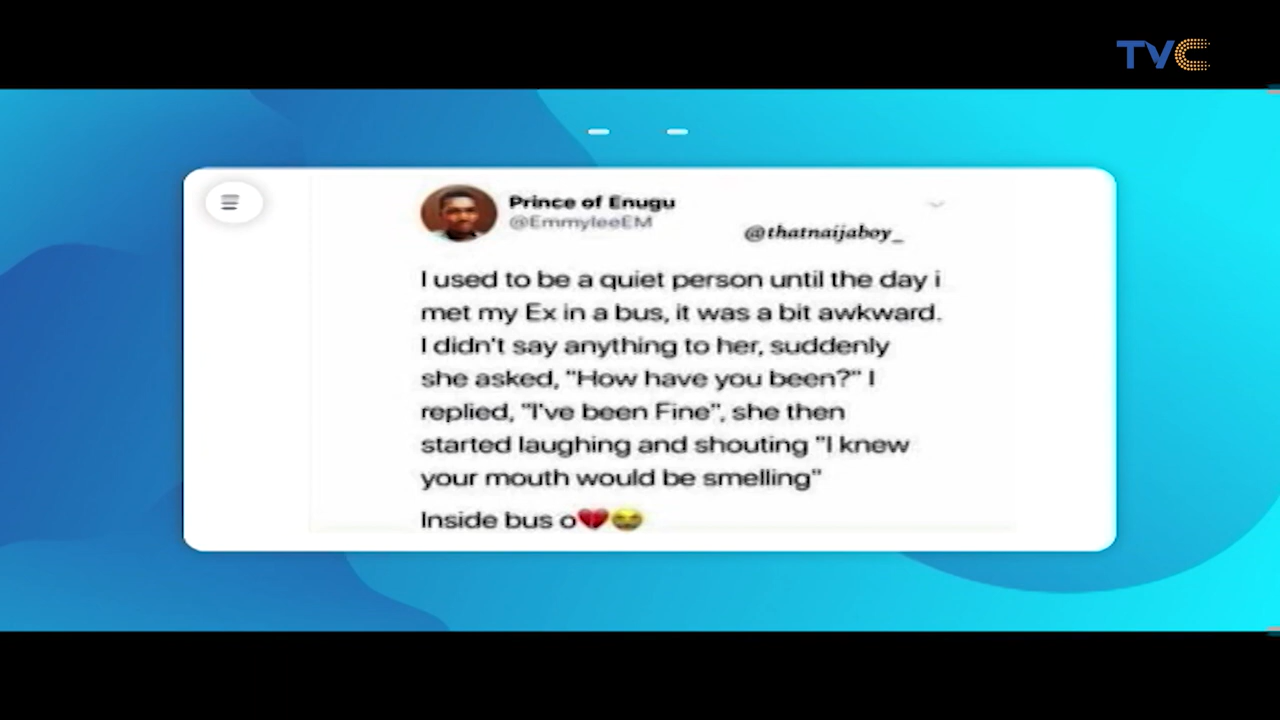 TVC
Prince of Enugu
@EmmyleeEM
@thatnaijaboy_
I used to be a quiet person until the day i
met my Ex in a bus, it was a bit awkward.
I didn't say anything to her, suddenly
she asked, "How have you been?" I
replied, "I've been Fine", she then
started laughing and shouting "I knew
your mouth would be smelling"
Inside bus o💔😂